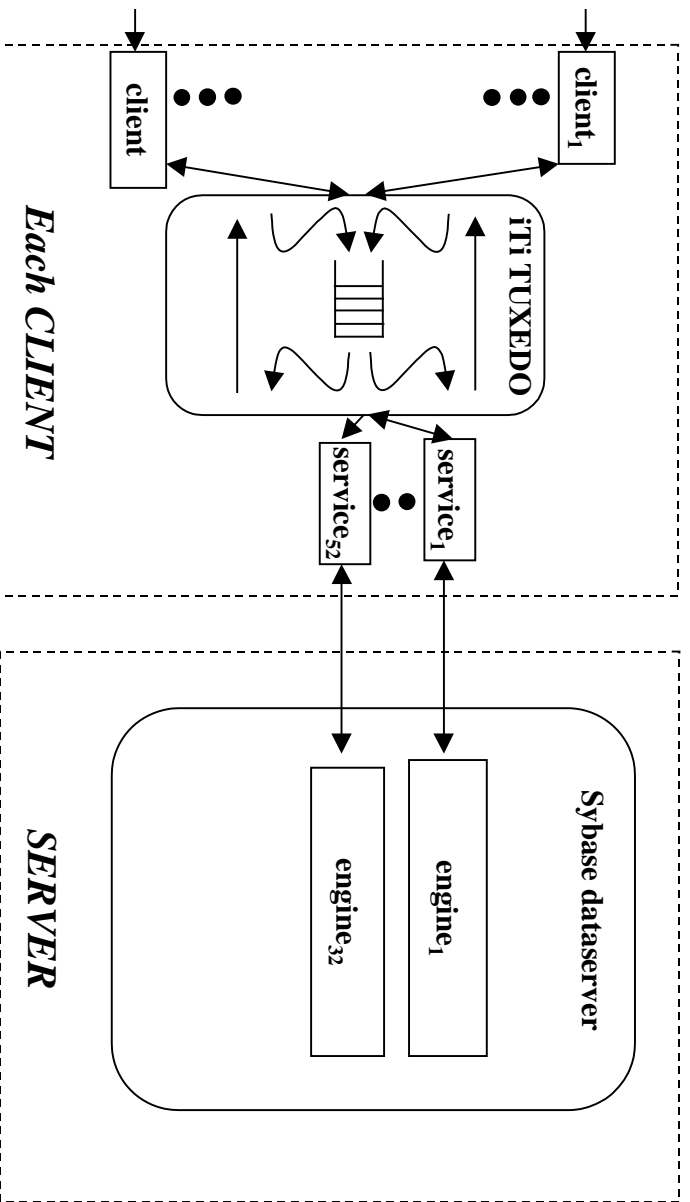 client₁
client
iTi TUXEDO
service₁
service₅₂
Each CLIENT
Sybase dataserver
engine₁
engine₃₂
SERVER